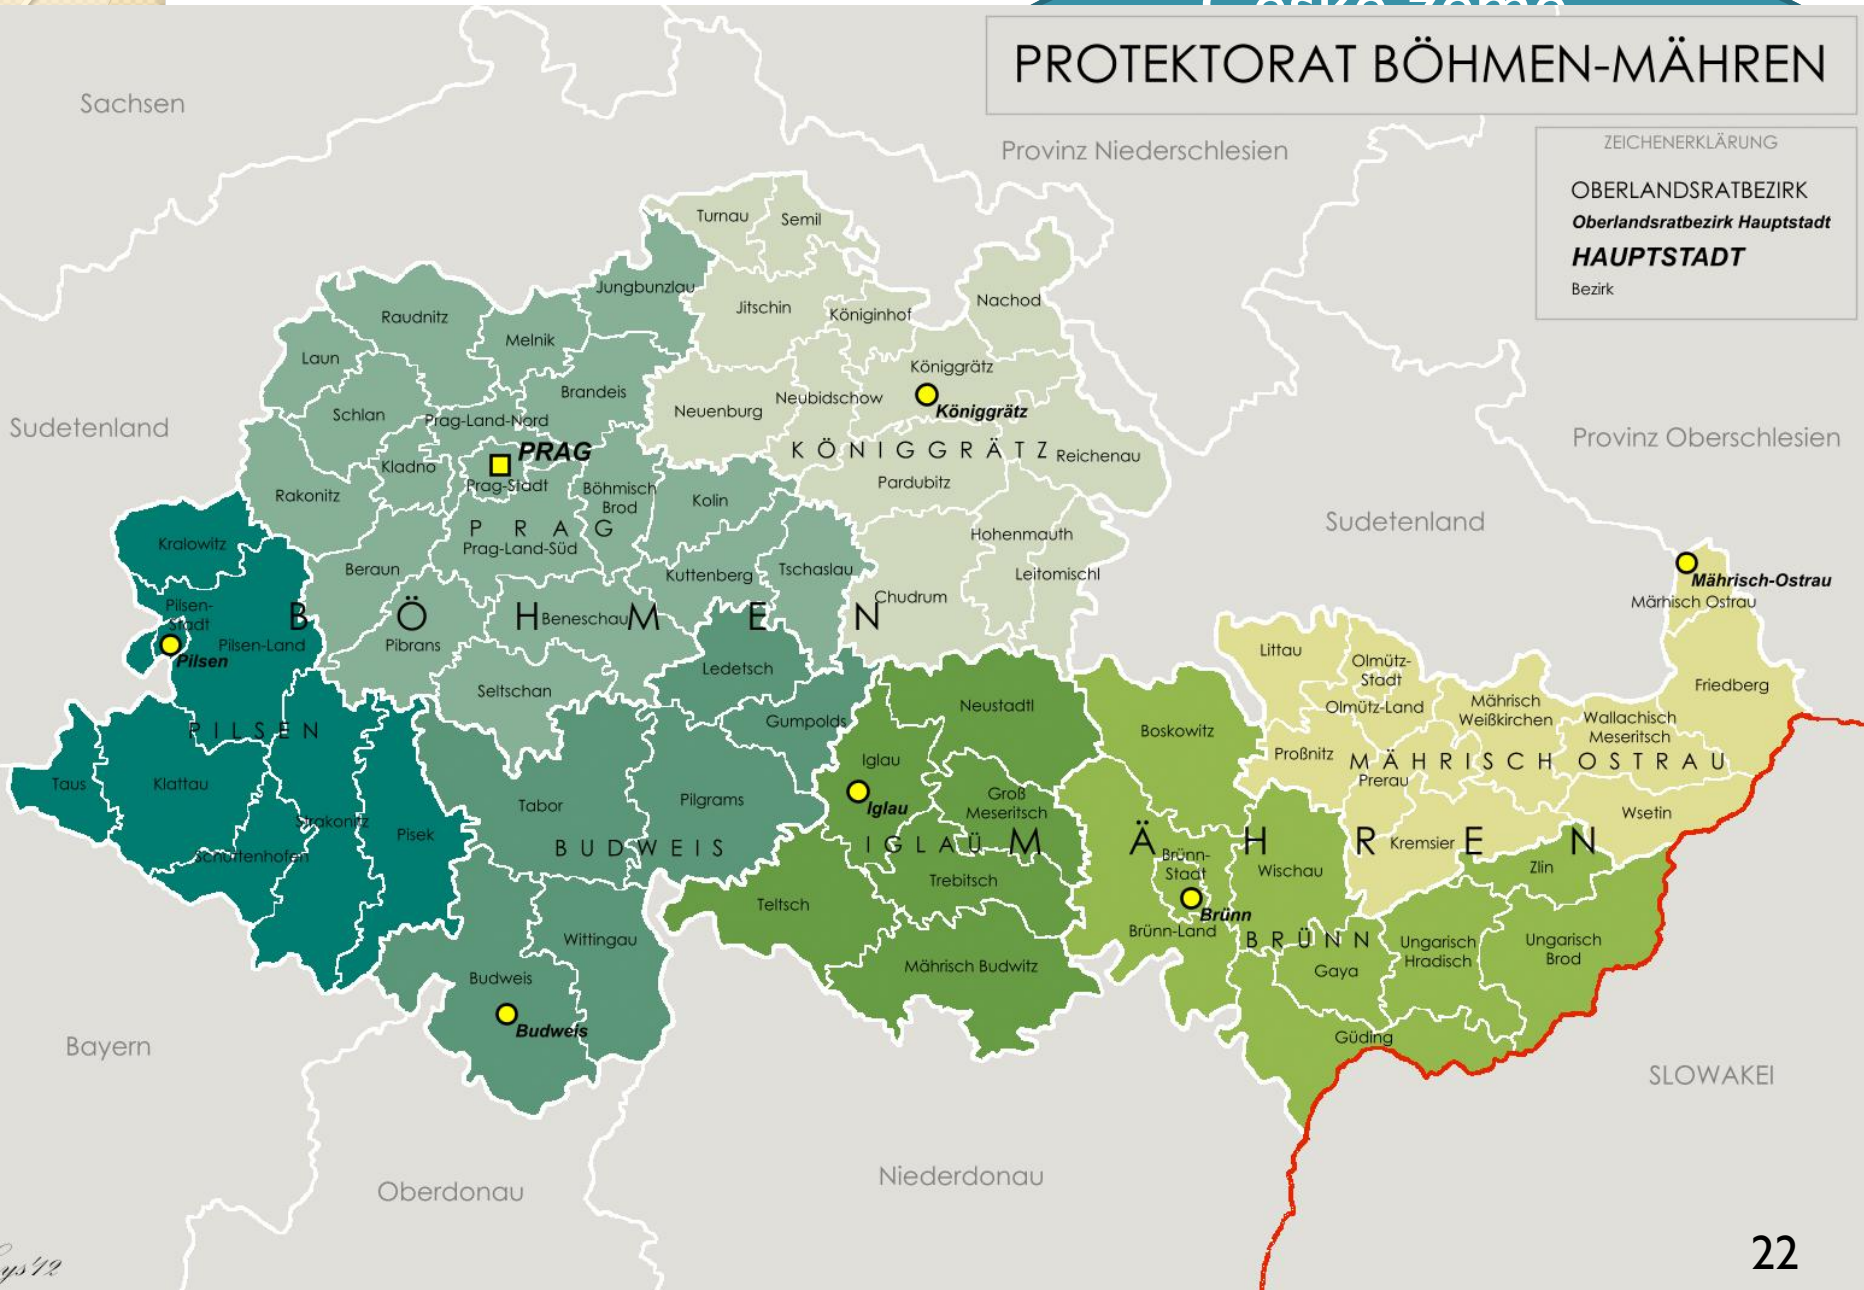 České země
PROTEKTORAT BÖHMEN-MÄHREN
ZEICHENERKLÄRUNG
OBERLANDSRATBEZIRK
Oberlandsratbezirk Hauptstadt
HAUPTSTADT
Bezirk
Sachsen
Provinz Niederschlesien
Turnau
Semil
Jungbunzlau
Jitschin
Königinhof
Nachod
Raudnitz
Melnik
Laun
Königgrätz
Brandeis
Neubidschow
Neuenburg
Königgrätz
Schlan
Prag-Land-Nord
Sudetenland
Provinz Oberschlesien
PRAG
KÖNIGGRÄTZ
Reichenau
Kladno
Prag-Stadt
Pardubitz
Rakonitz
Böhmisch
Brod
Kolin
PRAG
Prag-Land-Süd
Sudetenland
Hohenmauth
Kralowitz
Beraun
Kuttenberg
Tschaslau
Leitomischl
Mährisch-Ostrau
Märhisch Ostrau
Chudrum
Pilsen-
Stadt
BÖHMEN
Beneschau
Pilsen-Land
Pilsen
Pibrans
Ledetsch
Seltschan
Littau
Olmütz-
Stadt
Friedberg
Neustadtl
Olmütz-Land
Mährisch
Weißkirchen
Wallachisch
Meseritsch
Gumpolds
PILSEN
Boskowitz
Proßnitz
MÄHRISCH OSTRAU
Prerau
Iglau
Taus
Klattau
Tabor
Pilgrams
Iglau
Groß
Meseritsch
Strakonitz
Pisek
Wsetin
BUDWEIS
IGLAÜ
MÄHREN
Kremsier
Schüttenhofen
Brünn-
Stadt
Wischau
Zlin
Trebitsch
Teltsch
Brünn
Brünn-Land
BRÜNN
Wittingau
Ungarisch
Hradisch
Ungarisch
Brod
Mährisch Budwitz
Gaya
Budweis
Budweis
Güding
Bayern
SLOWAKEI
Niederdonau
Oberdonau
22